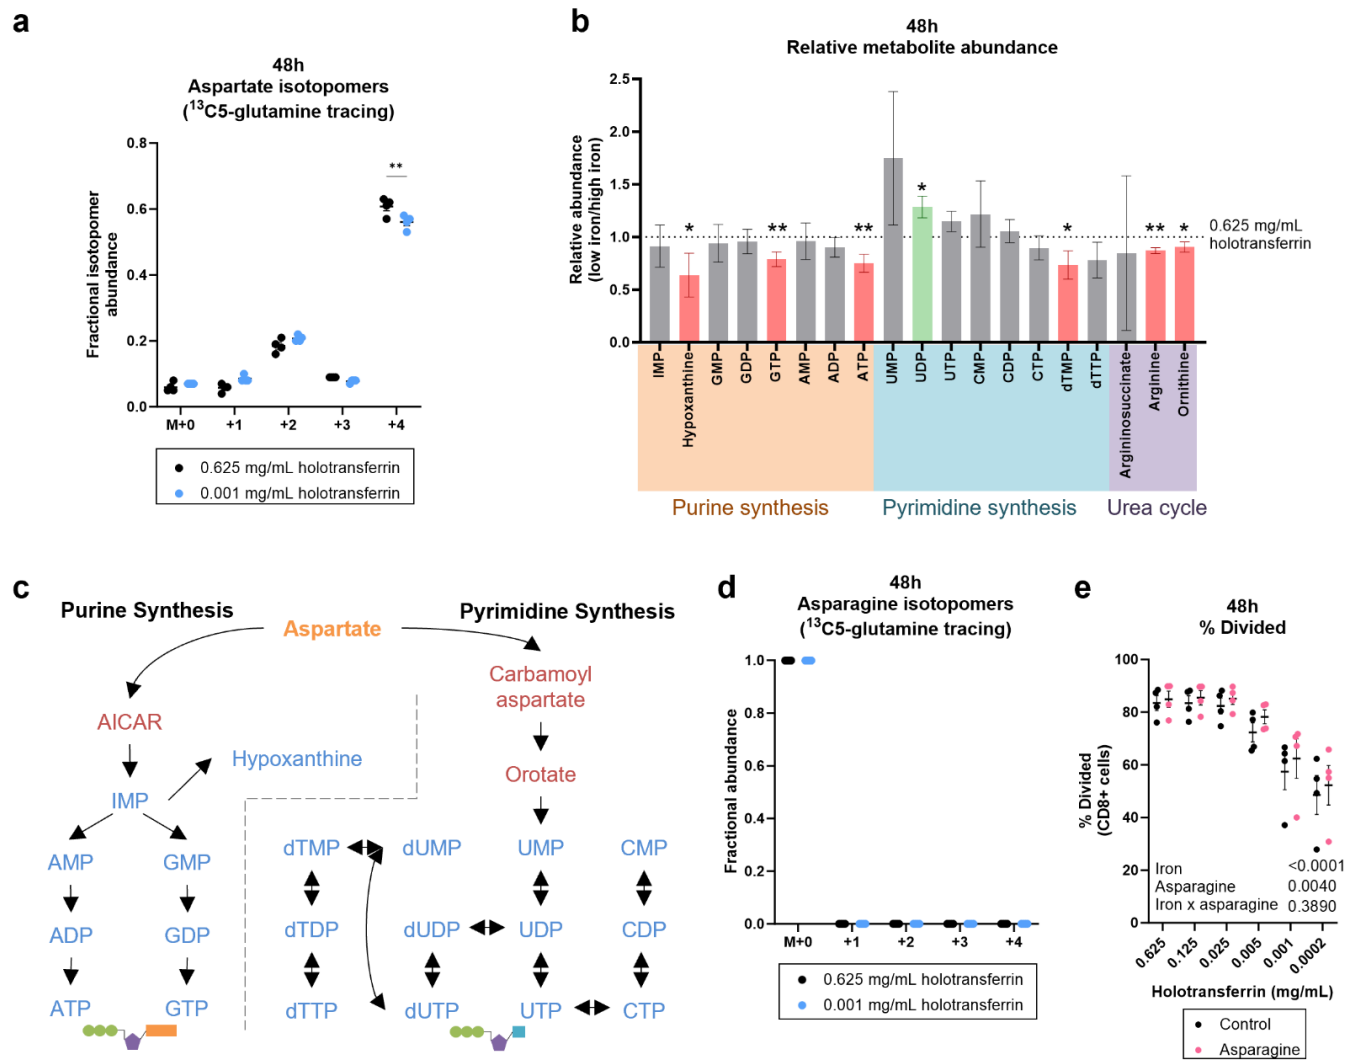 a
48h
Aspartate isotopomers
(¹³C5-glutamine tracing)
Fractional isotopomer
abundance
0.8
0.6
0.4
0.2
0.0
**
M+0 +1 +2 +3 +4
0.625 mg/mL holotransferrin
0.001 mg/mL holotransferrin
b
48h
Relative metabolite abundance
Relative abundance
(low iron/high iron)
2.5
2.0
1.5
1.0
0.5
0.0
* ** ** * * ** *
0.625 mg/mL
holotransferrin
IMP
Hypoxanthine
GMP
GDP
GTP
AMP
ADP
ATP
UMP
UDP
UTP
CMP
CDP
CTP
dTMP
dTTP
Argininosuccinate
Arginine
Ornithine
Purine synthesis
Pyrimidine synthesis
Urea cycle
c
Purine Synthesis
Aspartate
Pyrimidine Synthesis
Carbamoyl
aspartate
AICAR
Hypoxanthine
Orotate
IMP
AMP GMP dTMP dUMP UMP CMP
ADP GDP dTDP dUDP UDP CDP
ATP GTP dTTP dUTP UTP CTP
d
48h
Asparagine isotopomers
(¹³C5-glutamine tracing)
Fractional abundance
1.0
0.8
0.6
0.4
0.2
0.0
M+0 +1 +2 +3 +4
0.625 mg/mL holotransferrin
0.001 mg/mL holotransferrin
e
48h
% Divided
% Divided
(CD8+ cells)
100
80
60
40
20
0
Iron <0.0001
Asparagine 0.0040
Iron x asparagine 0.3890
0.625 0.125 0.025 0.005 0.001 0.0002
Holotransferrin (mg/mL)
Control
Asparagine